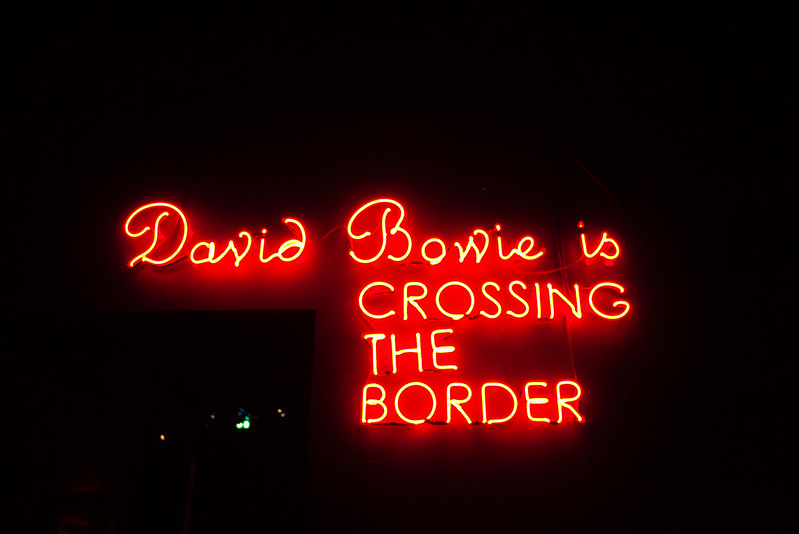 David Bowie is
CROSSING
THE
BORDER